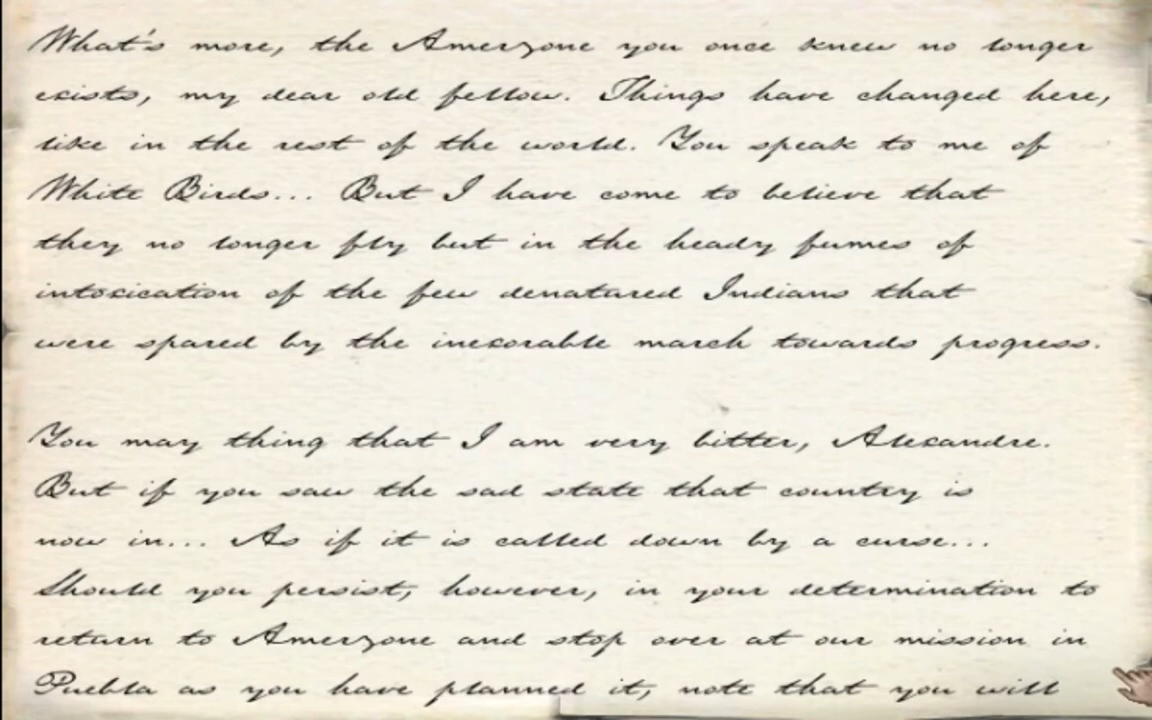 What's more, the Amerzone you once knew no longer
exists, my dear old fellow. Things have changed here,
like in the rest of the world. You speak to me of
White Birds... But I have come to believe that
they no longer fly but in the heady fumes of
intoxication of the few denatured Indians that
were spared by the inexorable march towards progress.
You may thing that I am very bitter, Alexandre.
But if you saw the sad state that country is
now in... As if it is called down by a curse...
Should you persist, however, in your determination to
return to Amerzone and stop over at our mission in
Puebla as you have planned it, note that you will